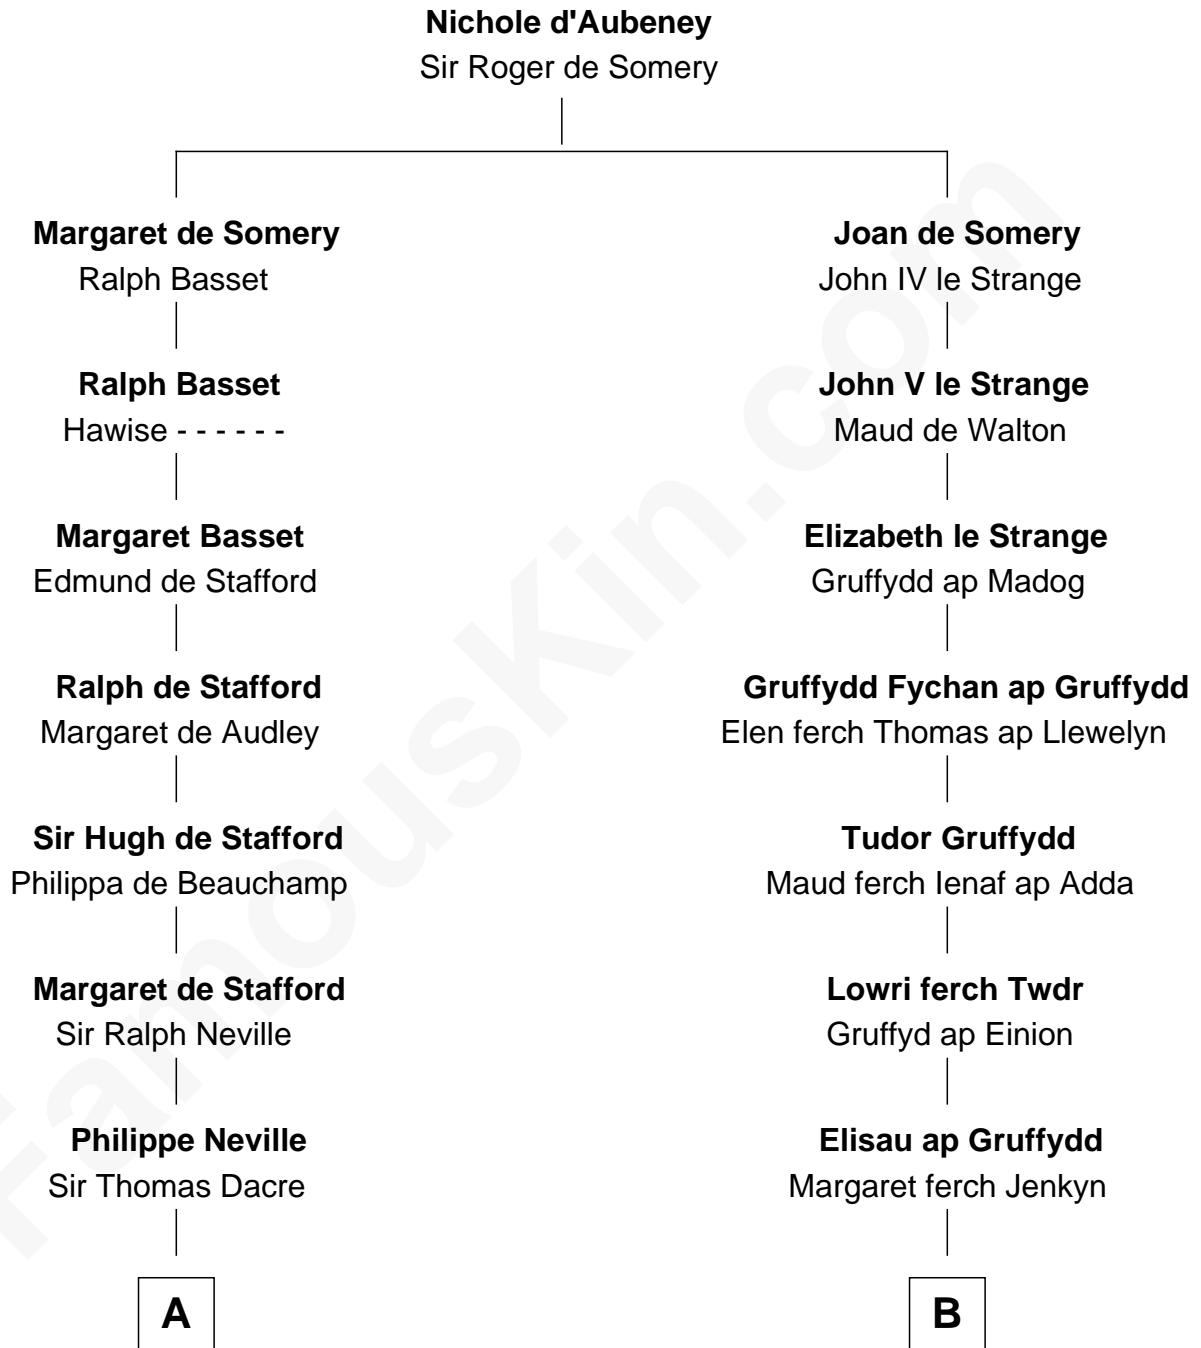 Nichole d'Aubeney
Sir Roger de Somery
Margaret de Somery
Ralph Basset
Joan de Somery
John IV le Strange
Ralph Basset
Hawise - - - - - -
John V le Strange
Maud de Walton
Margaret Basset
Edmund de Stafford
Elizabeth le Strange
Gruffydd ap Madog
Ralph de Stafford
Margaret de Audley
Gruffydd Fychan ap Gruffydd
Elen ferch Thomas ap Llewelyn
Sir Hugh de Stafford
Philippa de Beauchamp
Tudor Gruffydd
Maud ferch Ienaf ap Adda
Margaret de Stafford
Sir Ralph Neville
Lowri ferch Twdr
Gruffyd ap Einion
Philippe Neville
Sir Thomas Dacre
Elisau ap Gruffydd
Margaret ferch Jenkyn
A
B
FamousKin.com